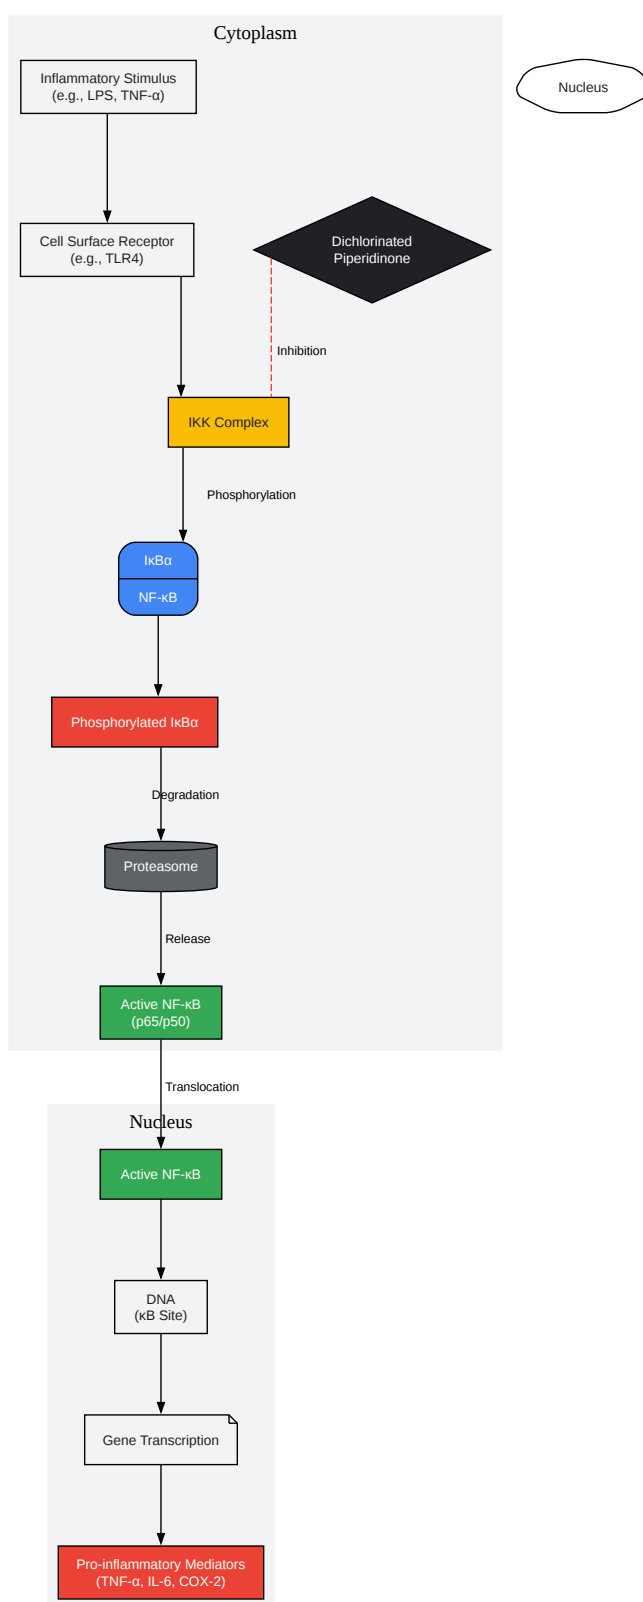 Cytoplasm
Inflammatory Stimulus
(e.g., LPS, TNF-α)
Nucleus
Cell Surface Receptor
(e.g., TLR4)
Dichlorinated
Piperidinone
Inhibition
IKK Complex
Phosphorylation
IκBα
NF-κB
Phosphorylated IκBα
Degradation
Proteasome
Release
Active NF-κB
(p65/p50)
Translocation
Nucleus
Active NF-κB
DNA
(κB Site)
Gene Transcription
Pro-inflammatory Mediators
(TNF-α, IL-6, COX-2)